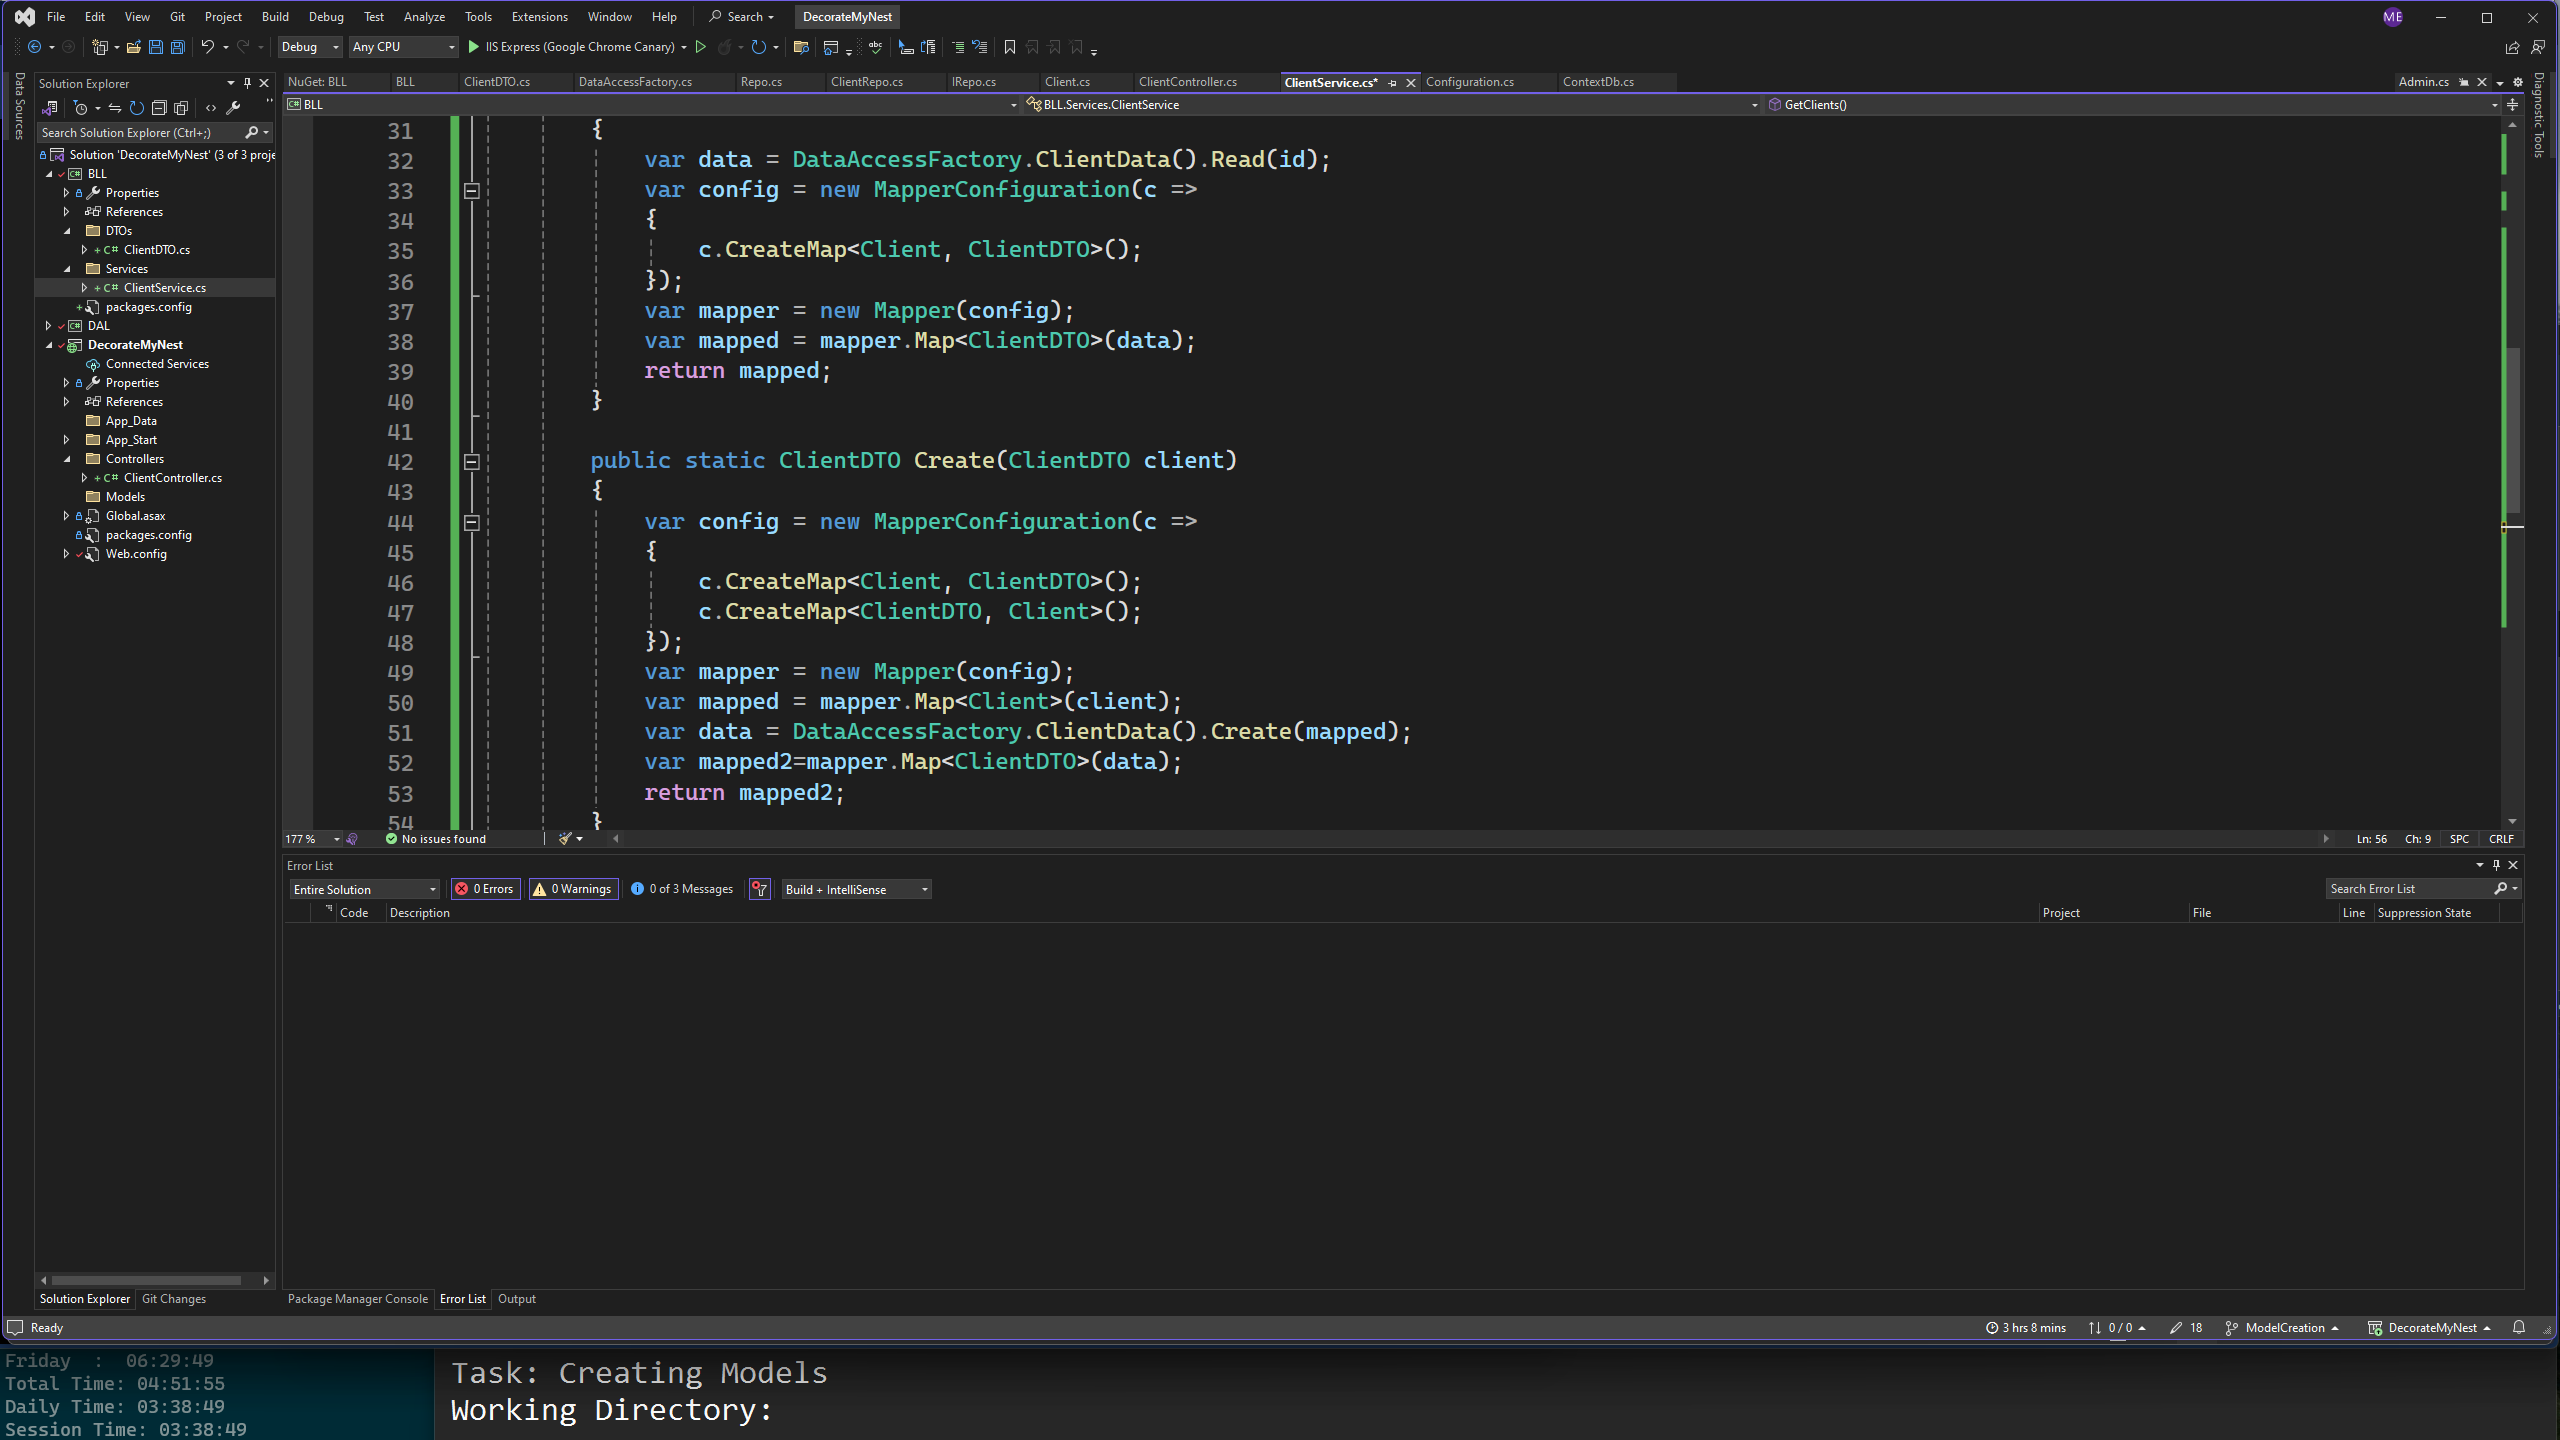 File Edit View Git Project Build Debug Test Analyze Tools Extensions Window Help Search DecorateMyNest ME
Debug Any CPU IIS Express (Google Chrome Canary) abc
Data Sources
Solution Explorer
Search Solution Explorer (Ctrl+;)
Solution 'DecorateMyNest' (3 of 3 proje
BLL
Properties
References
DTOs
C# ClientDTO.cs
Services
C# ClientService.cs
packages.config
DAL
DecorateMyNest
Connected Services
Properties
References
App_Data
App_Start
Controllers
C# ClientController.cs
Models
Global.asax
packages.config
Web.config
Solution Explorer Git Changes
NuGet: BLL BLL ClientDTO.cs DataAccessFactory.cs Repo.cs ClientRepo.cs IRepo.cs Client.cs ClientController.cs ClientService.cs* Configuration.cs ContextDb.cs Admin.cs
BLL BLL.Services.ClientService GetClients()
31 {
32 var data = DataAccessFactory.ClientData().Read(id);
33 var config = new MapperConfiguration(c =>
34 {
35 c.CreateMap<Client, ClientDTO>();
36 });
37 var mapper = new Mapper(config);
38 var mapped = mapper.Map<ClientDTO>(data);
39 return mapped;
40 }
41
42 public static ClientDTO Create(ClientDTO client)
43 {
44 var config = new MapperConfiguration(c =>
45 {
46 c.CreateMap<Client, ClientDTO>();
47 c.CreateMap<ClientDTO, Client>();
48 });
49 var mapper = new Mapper(config);
50 var mapped = mapper.Map<Client>(client);
51 var data = DataAccessFactory.ClientData().Create(mapped);
52 var mapped2=mapper.Map<ClientDTO>(data);
53 return mapped2;
54 }
177 % No issues found Ln: 56 Ch: 9 SPC CRLF
Diagnostic Tools
Error List
Entire Solution 0 Errors 0 Warnings 0 of 3 Messages Build + IntelliSense Search Error List
Code Description Project File Line Suppression State
Package Manager Console Error List Output
Ready 3 hrs 8 mins 0 / 0 18 ModelCreation DecorateMyNest
Friday : 06:29:49
Total Time: 04:51:55
Daily Time: 03:38:49
Session Time: 03:38:49
Task: Creating Models
Working Directory: